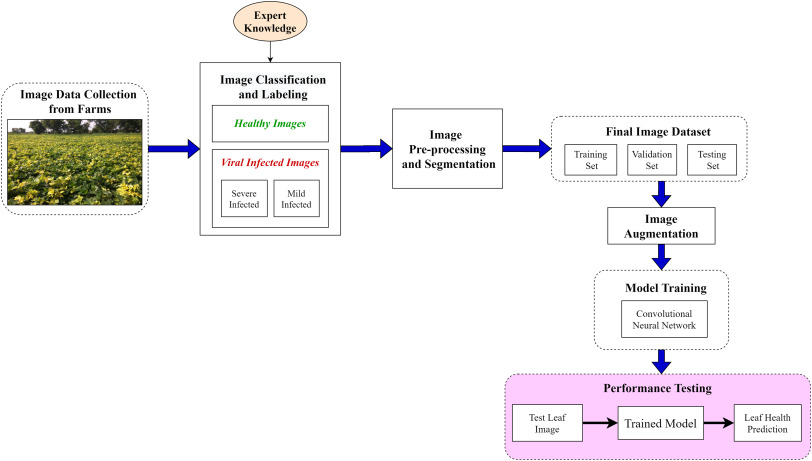 Expert
Knowledge
Image Data Collection
from Farms
Image Classification
and Labeling
Healthy Images
Viral Infected Images
Severe
Infected
Mild
Infected
Image
Pre-processing
and Segmentation
Final Image Dataset
Training
Set
Validation
Set
Testing
Set
Image
Augmentation
Model Training
Convolutional
Neural Network
Performance Testing
Test Leaf
Image
Trained Model
Leaf Health
Prediction